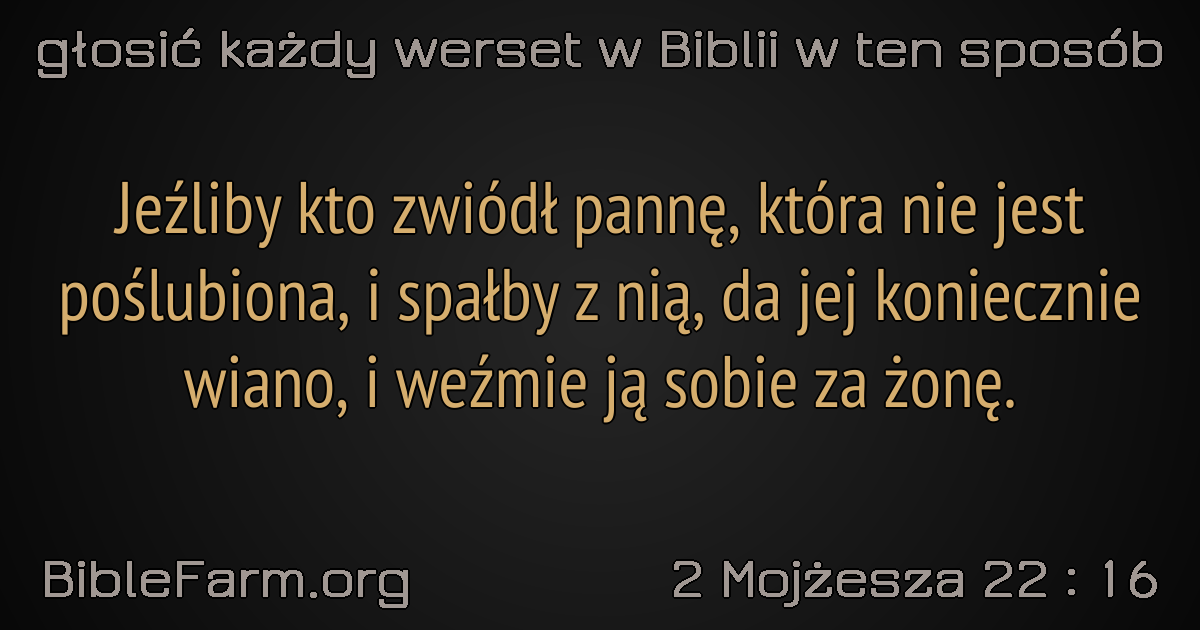 głosić każdy werset w Biblii w ten sposób
Jeźliby kto zwiódł pannę, która nie jest
poślubiona, i spałby z nią, da jej koniecznie
wiano, i weźmie ją sobie za żonę.
BibleFarm.org
2 Mojżesza 22 : 16